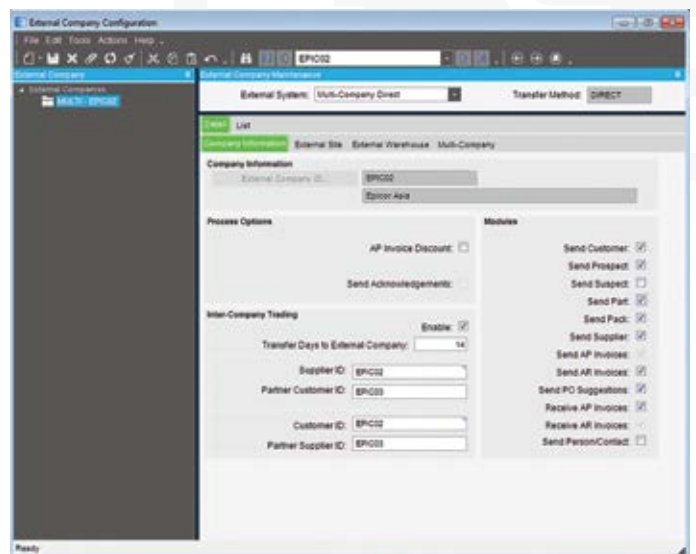 External Company Configuration
File Edit Tools Actions Help
EPIC02
External Company
External Company Maintenance
External Companies
MULTI - EPIC02
External System: Multi-Company Direct
Transfer Method: DIRECT
Detail List
Company Information External Site External Warehouse Multi-Company
Company Information
External Company ID... EPIC02
Epicor Asia
Process Options
Modules
AP Invoice Discount:
Send Customer:
Send Prospect:
Send Acknowledgements:
Send Suspect:
Send Part:
Inter-Company Trading
Send Pack:
Enable:
Send Supplier:
Transfer Days to External Company: 14
Send AP Invoices:
Supplier ID: EPIC02
Send AR Invoices:
Partner Customer ID: EPIC03
Send PO Suggestions:
Receive AP Invoices:
Customer ID: EPIC02
Receive AR Invoices:
Partner Supplier ID: EPIC03
Send Person/Contact:
Ready